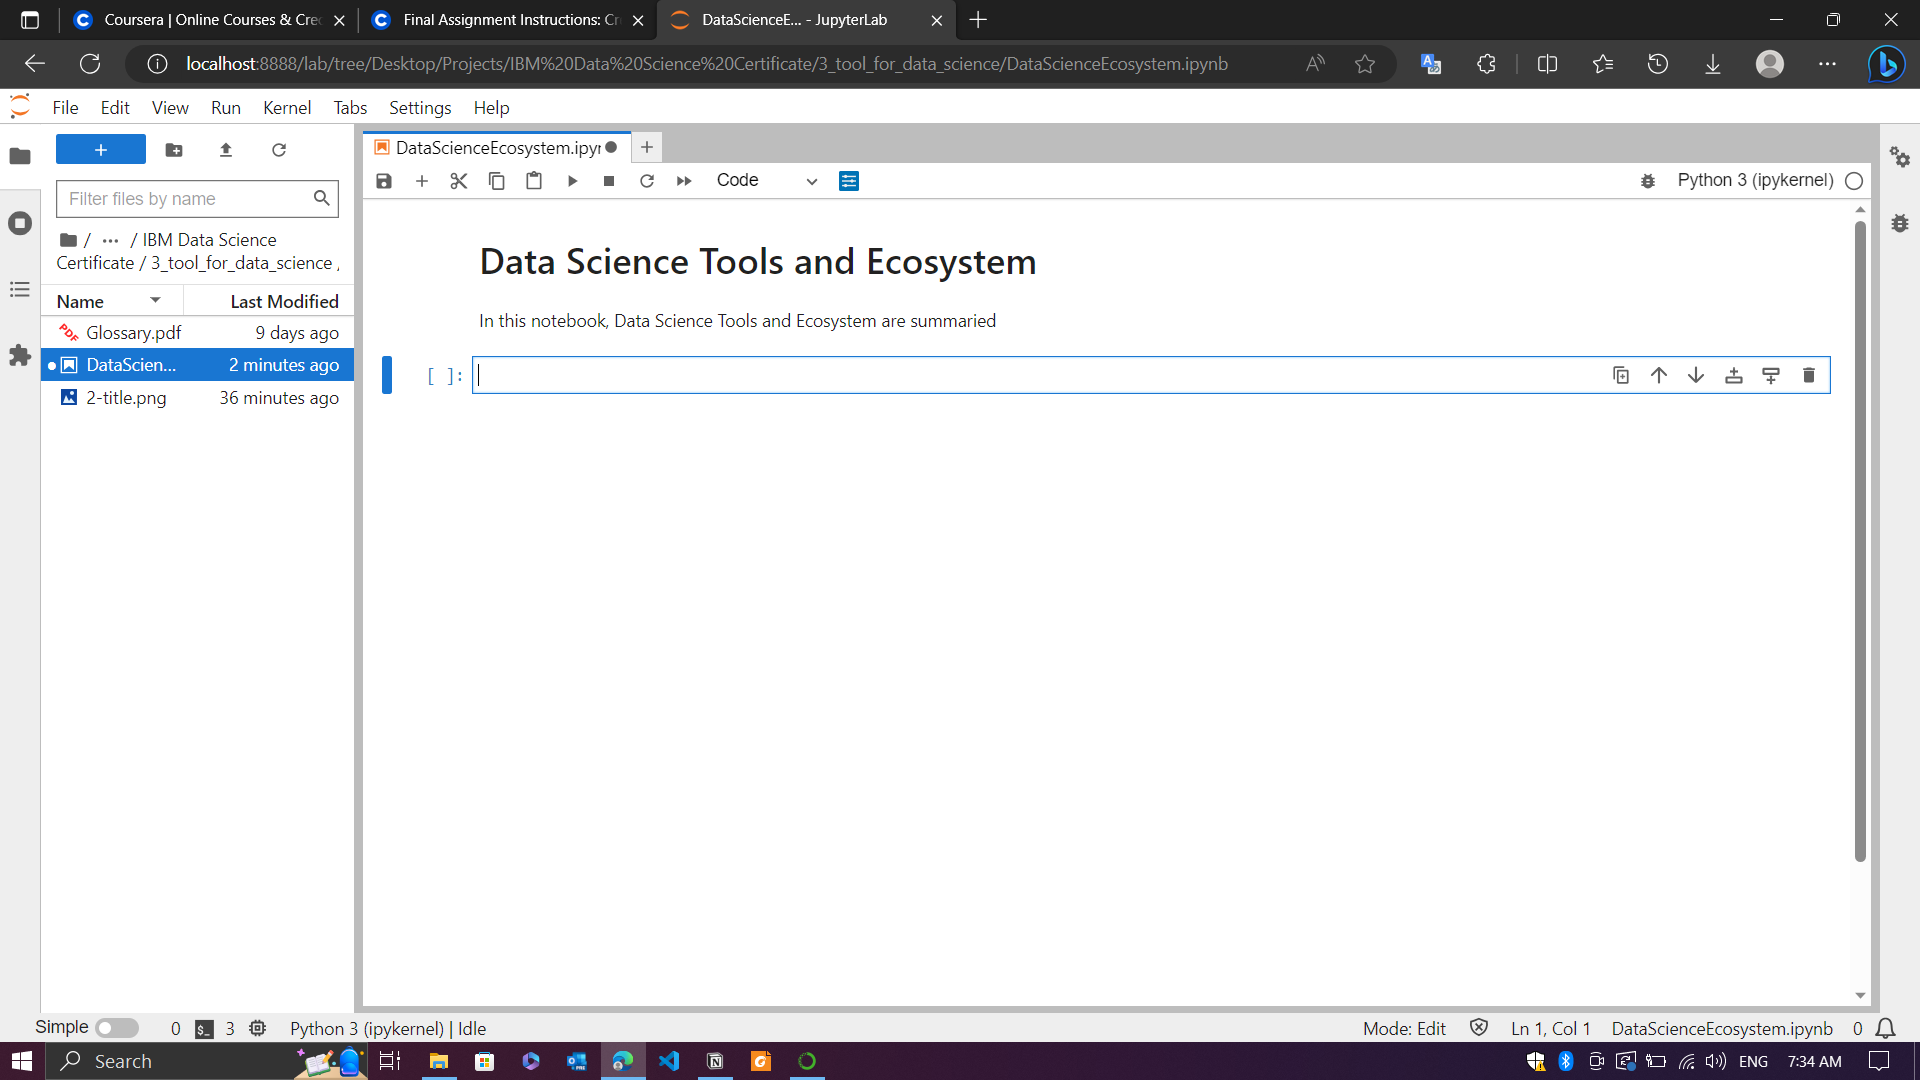 Coursera | Online Courses & Cre
Final Assignment Instructions: Cr
DataScienceE... - JupyterLab
localhost:8888/lab/tree/Desktop/Projects/IBM%20Data%20Science%20Certificate/3_tool_for_data_science/DataScienceEcosystem.ipynb
File Edit View Run Kernel Tabs Settings Help
DataScienceEcosystem.ipyn
Code
Python 3 (ipykernel)
Filter files by name
/ ... / IBM Data Science
Certificate / 3_tool_for_data_science /
Name Last Modified
Glossary.pdf 9 days ago
DataScien... 2 minutes ago
2-title.png 36 minutes ago
Data Science Tools and Ecosystem
In this notebook, Data Science Tools and Ecosystem are summaried
[ ]:
Simple 0 $_ 3 Python 3 (ipykernel) | Idle
Mode: Edit Ln 1, Col 1 DataScienceEcosystem.ipynb 0
Search
ENG 7:34 AM